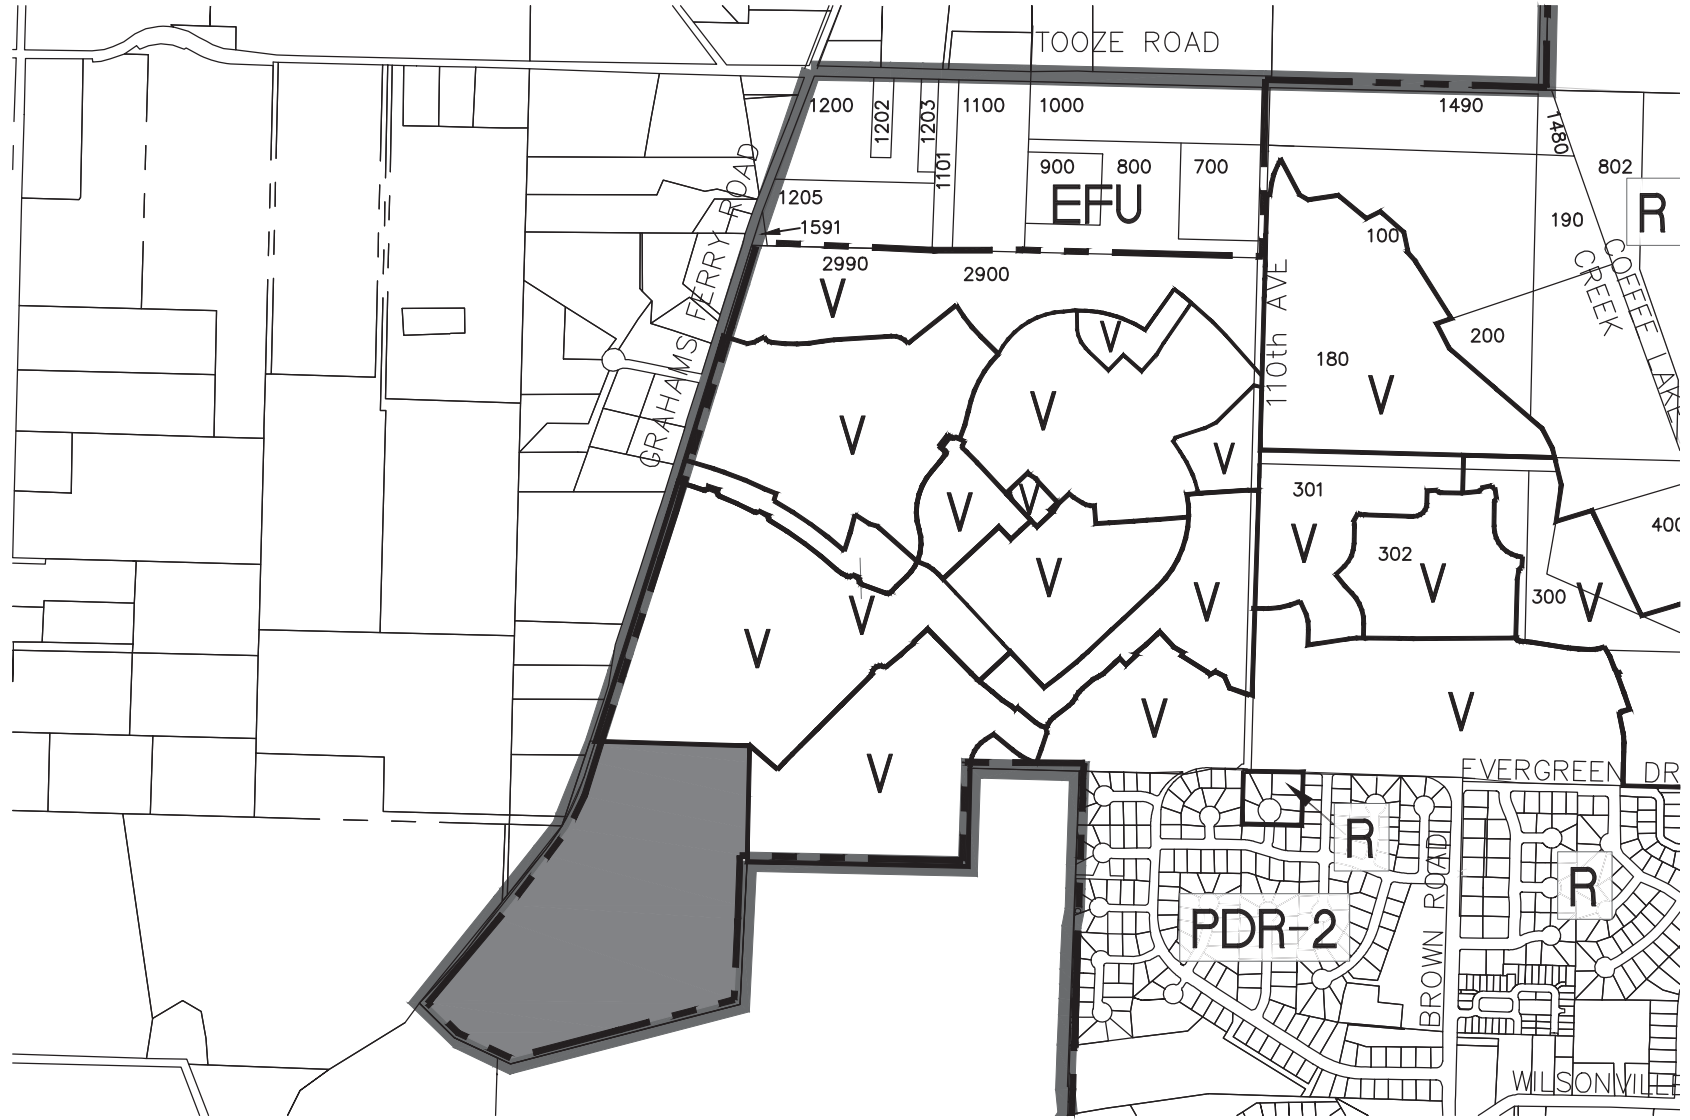 TOOZE ROAD
1200
1202
1203
1100
1000
1490
1480
1101
900
800
700
802
1205
EFU
190
R
1591
100
2990
2900
GRAHAMS FERRY ROAD
110th AVE
COFFE LAKE
CREEK
V
V
200
180
V
V
V
V
V
V
V
301
400
V
302
V
V
300
V
V
V
V
V
V
V
V
EVERGREEN DR
R
BROWN ROAD
R
PDR-2
WILSONVILLE